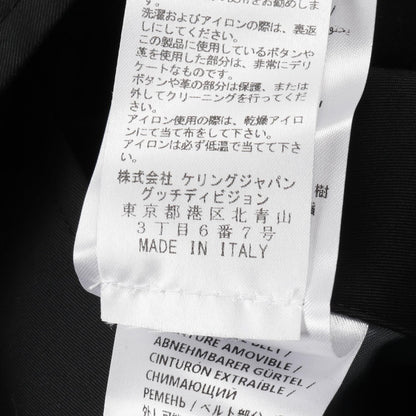 洗濯およびアイロンの際は、裏返
しにしてください。
この製品に使用しているボタンや
革を使用した部分は、非常にデリ
ケートなものです。
ボタンや革の部分は保護、または
外してクリーニングを行ってくださ
い。
アイロン使用の際は、乾燥アイロ
ンにて当て布をして下さい。
アイロンは必ず低温で当てて下さ
い。
株式会社 ケリングジャパン
グッチディビジョン
東京都港区北青山
3丁目6番7号
MADE IN ITALY
樹
ABNEHMBARER GÜRTEL/
CINTURÓN EXTRAÍBLE/
СНИМАЮЩИЙ
РЕМЕНЬ/